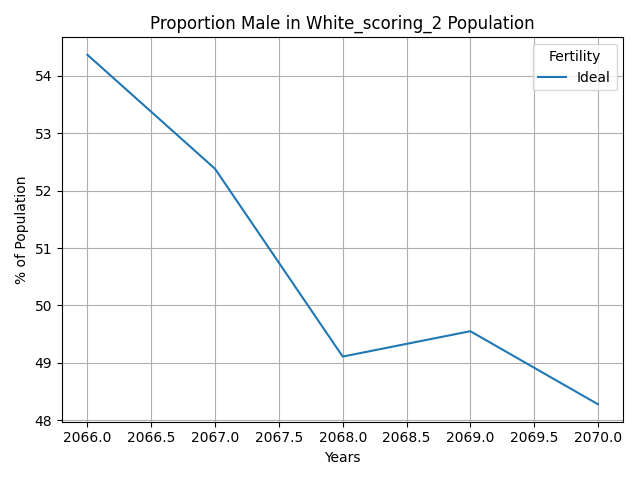 Proportion Male in White_scoring_2 Population
Fertility
Ideal
% of Population
54
53
52
51
50
49
48
2066.0 2066.5 2067.0 2067.5 2068.0 2068.5 2069.0 2069.5 2070.0
Years